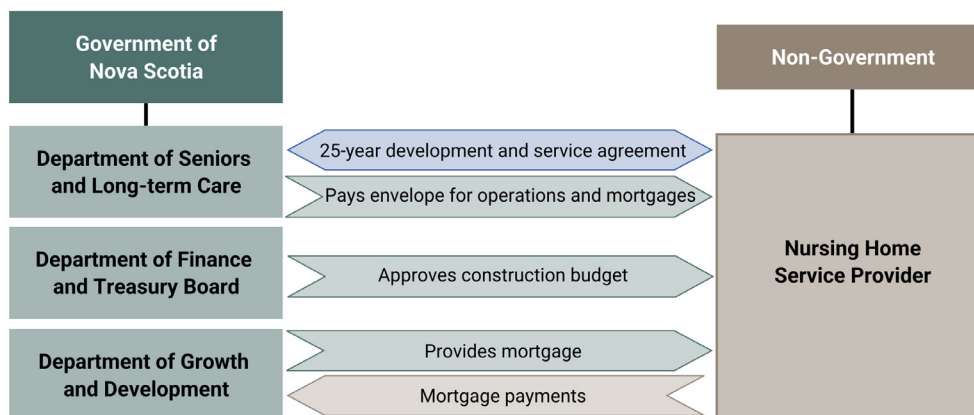 Government of
Nova Scotia
Non-Government
Department of Seniors
and Long-term Care
25-year development and service agreement
Pays envelope for operations and mortgages
Department of Finance
and Treasury Board
Approves construction budget
Nursing Home
Service Provider
Department of Growth
and Development
Provides mortgage
Mortgage payments